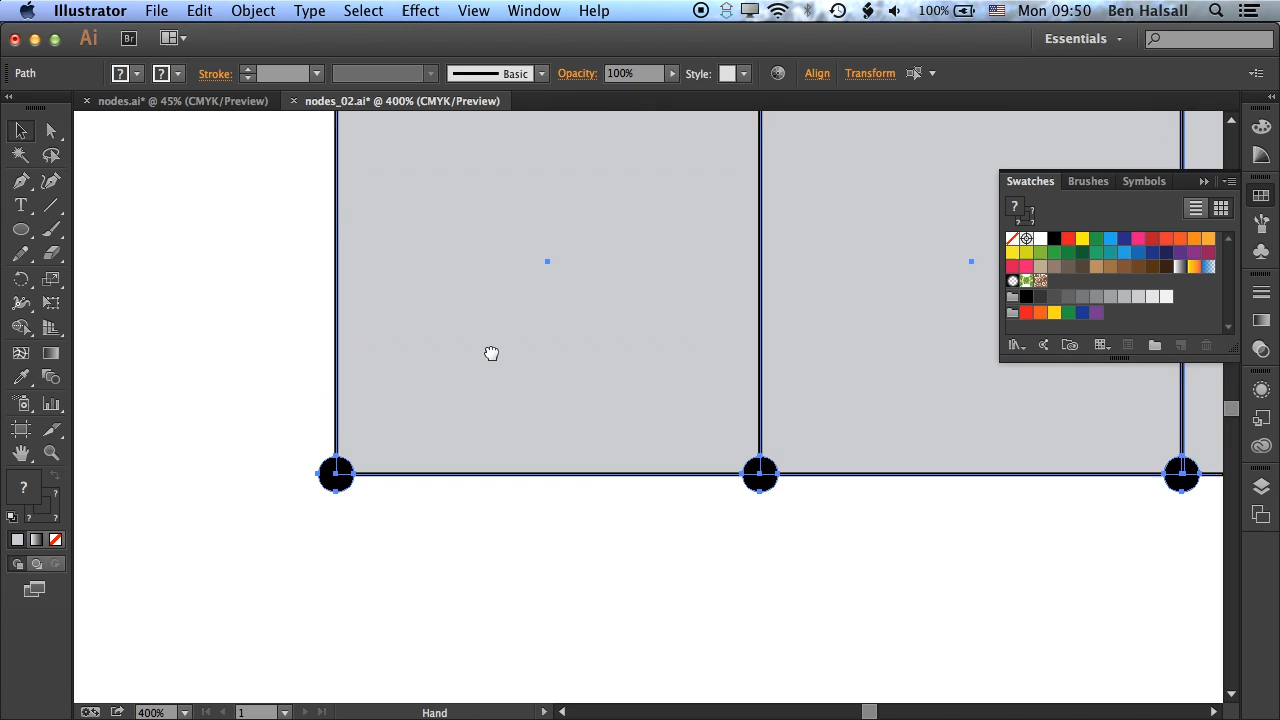 Illustrator File Edit Object Type Select Effect View Window Help 100% Mon 09:50 Ben Halsall
Ai Br Essentials
Path ? ? Stroke: Basic Opacity: 100% Style: Align Transform
× nodes.ai* @ 45% (CMYK/Preview) × nodes_02.ai* @ 400% (CMYK/Preview)
Swatches Brushes Symbols
? ?
T
? ?
? ?
400% 1 Hand